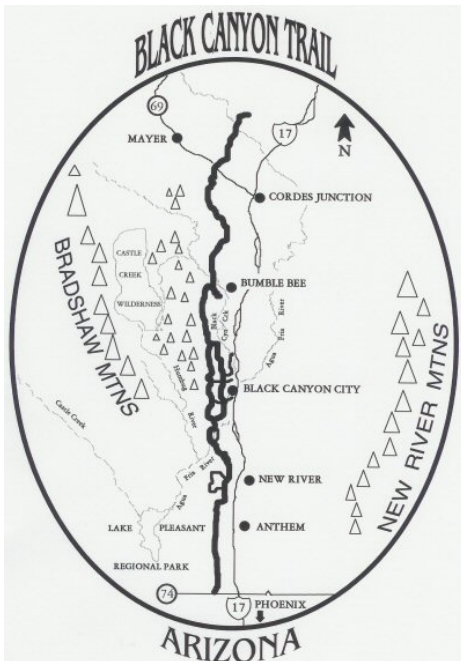 BLACK CANYON TRAIL
69
17
MAYER
N
CORDES JUNCTION
CASTLE
CREEK
WILDERNESS
BRADSHAW MTNS
BUMBLE BEE
Black
Cyn Crk
Agua Fria River
NEW RIVER MTNS
Humbug
River
BLACK CANYON CITY
Castle Creek
Agua Fria River
NEW RIVER
LAKE PLEASANT
REGIONAL PARK
ANTHEM
74
17
PHOENIX
ARIZONA